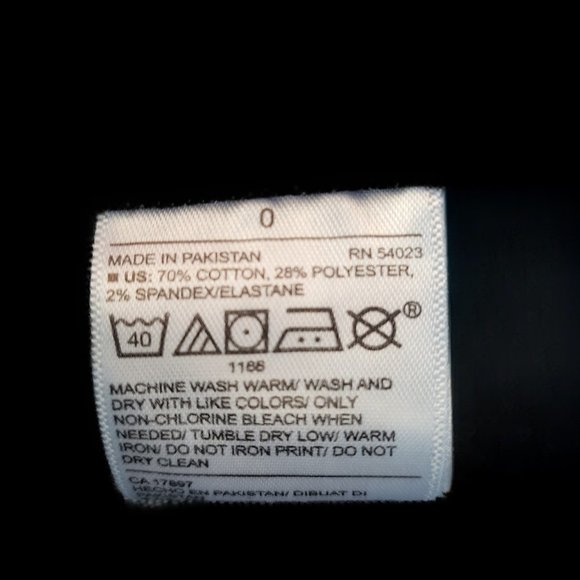 0
MADE IN PAKISTAN RN 54023
US: 70% COTTON, 28% POLYESTER,
2% SPANDEX/ELASTANE
40 ®
1166
MACHINE WASH WARM/ WASH AND
DRY WITH LIKE COLORS/ ONLY
NON-CHLORINE BLEACH WHEN
NEEDED/ TUMBLE DRY LOW/ WARM
IRON/ DO NOT IRON PRINT/ DO NOT
DRY CLEAN
CA 17897
HECHO EN PAKISTAN/ DIBUAT DI